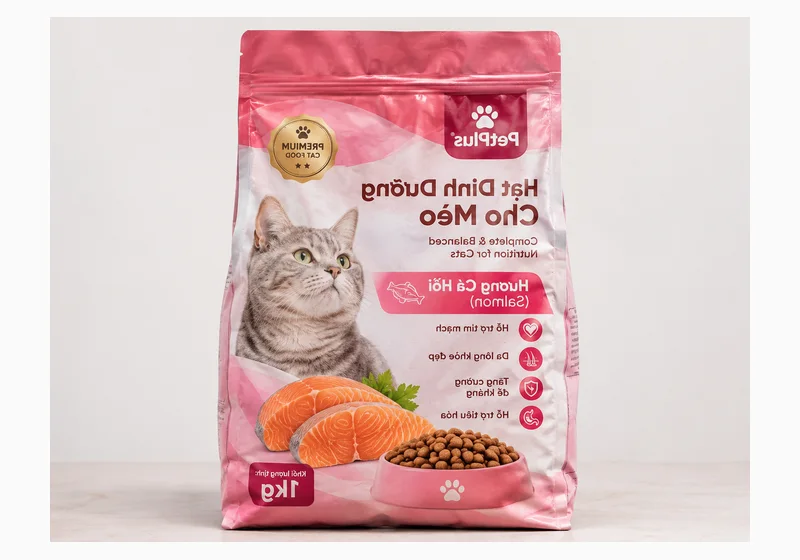 PetPlus®
PREMIUM
CAT FOOD
Hạt Dinh Dưỡng
Cho Mèo
Complete & Balanced
Nutrition for Cats
Hương Cá Hồi
(Salmon)
Hỗ trợ tim mạch
Da lông khỏe đẹp
Tăng cường
đề kháng
Hỗ trợ tiêu hóa
Khối lượng tịnh:
1kg